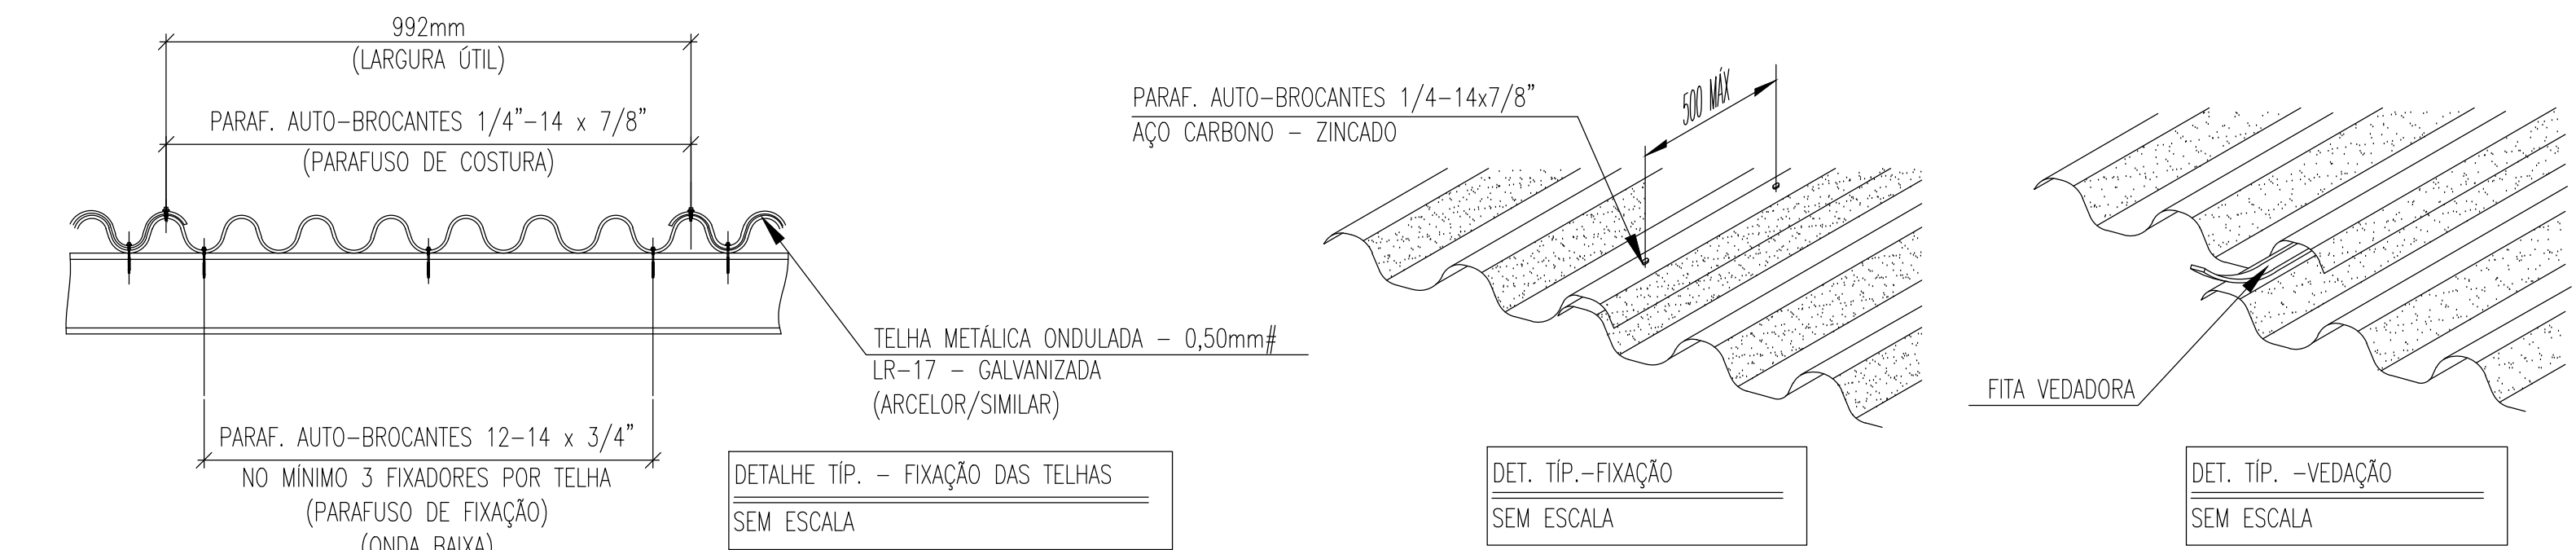 992mm
(LARGURA ÚTIL)
PARAF. AUTO-BROCANTES 1/4"-14 x 7/8"
(PARAFUSO DE COSTURA)
TELHA METÁLICA ONDULADA - 0,50mm#
LR-17 - GALVANIZADA
(ARCELOR/SIMILAR)
PARAF. AUTO-BROCANTES 12-14 x 3/4"
NO MÍNIMO 3 FIXADORES POR TELHA
(PARAFUSO DE FIXAÇÃO)
(ONDA BAIXA)
DETALHE TÍP. - FIXAÇÃO DAS TELHAS
SEM ESCALA
PARAF. AUTO-BROCANTES 1/4-14x7/8"
AÇO CARBONO - ZINCADO
500 MÁX
DET. TÍP.-FIXAÇÃO
SEM ESCALA
FITA VEDADORA
DET. TÍP. -VEDAÇÃO
SEM ESCALA